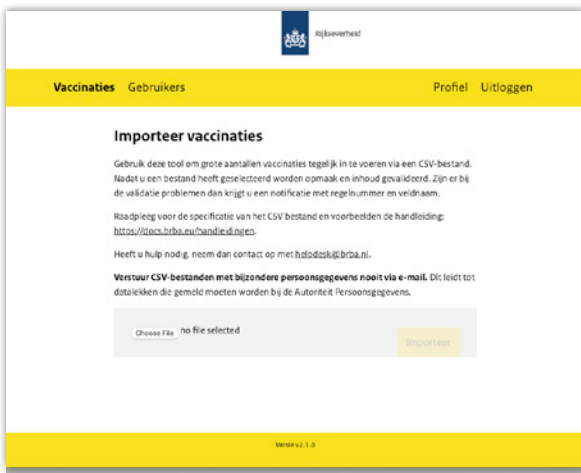 Rijksoverheid
Vaccinaties Gebruikers Profiel Uitloggen
Importeer vaccinaties
Gebruik deze tool om grote aantallen vaccinaties tegelijk in te voeren via een CSV-bestand.
Nadat u een bestand heeft geselecteerd worden opmaak en inhoud gevalideerd. Zijn er bij
de validatie problemen dan krijgt u een notificatie met regelnummer en veldnaam.
Raadpleeg voor de specificatie van het CSV bestand en voorbeelden de handleiding:
https://docs.brba.eu/handleidingen.
Heeft u hulp nodig, neem dan contact op met helpdesk@brba.nl.
Verstuur CSV-bestanden met bijzondere persoonsgegevens nooit via e-mail. Dit leidt tot
datalekken die gemeld moeten worden bij de Autoriteit Persoonsgegevens.
Choose File no file selected
Importeer
Versie v2.1.0